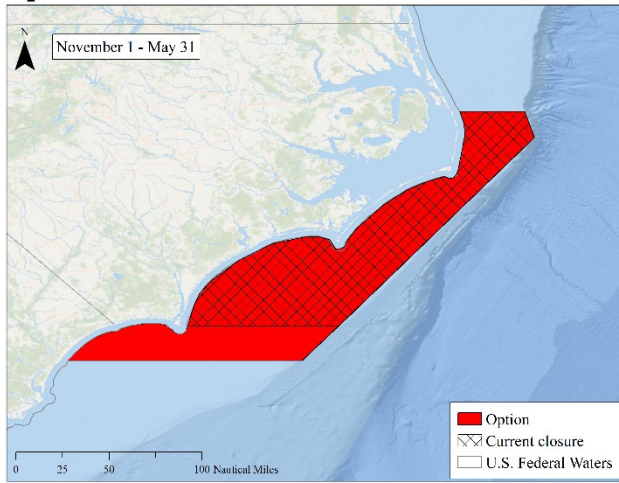 N
November 1 - May 31
Option
Current closure
U.S. Federal Waters
0 25 50 100 Nautical Miles